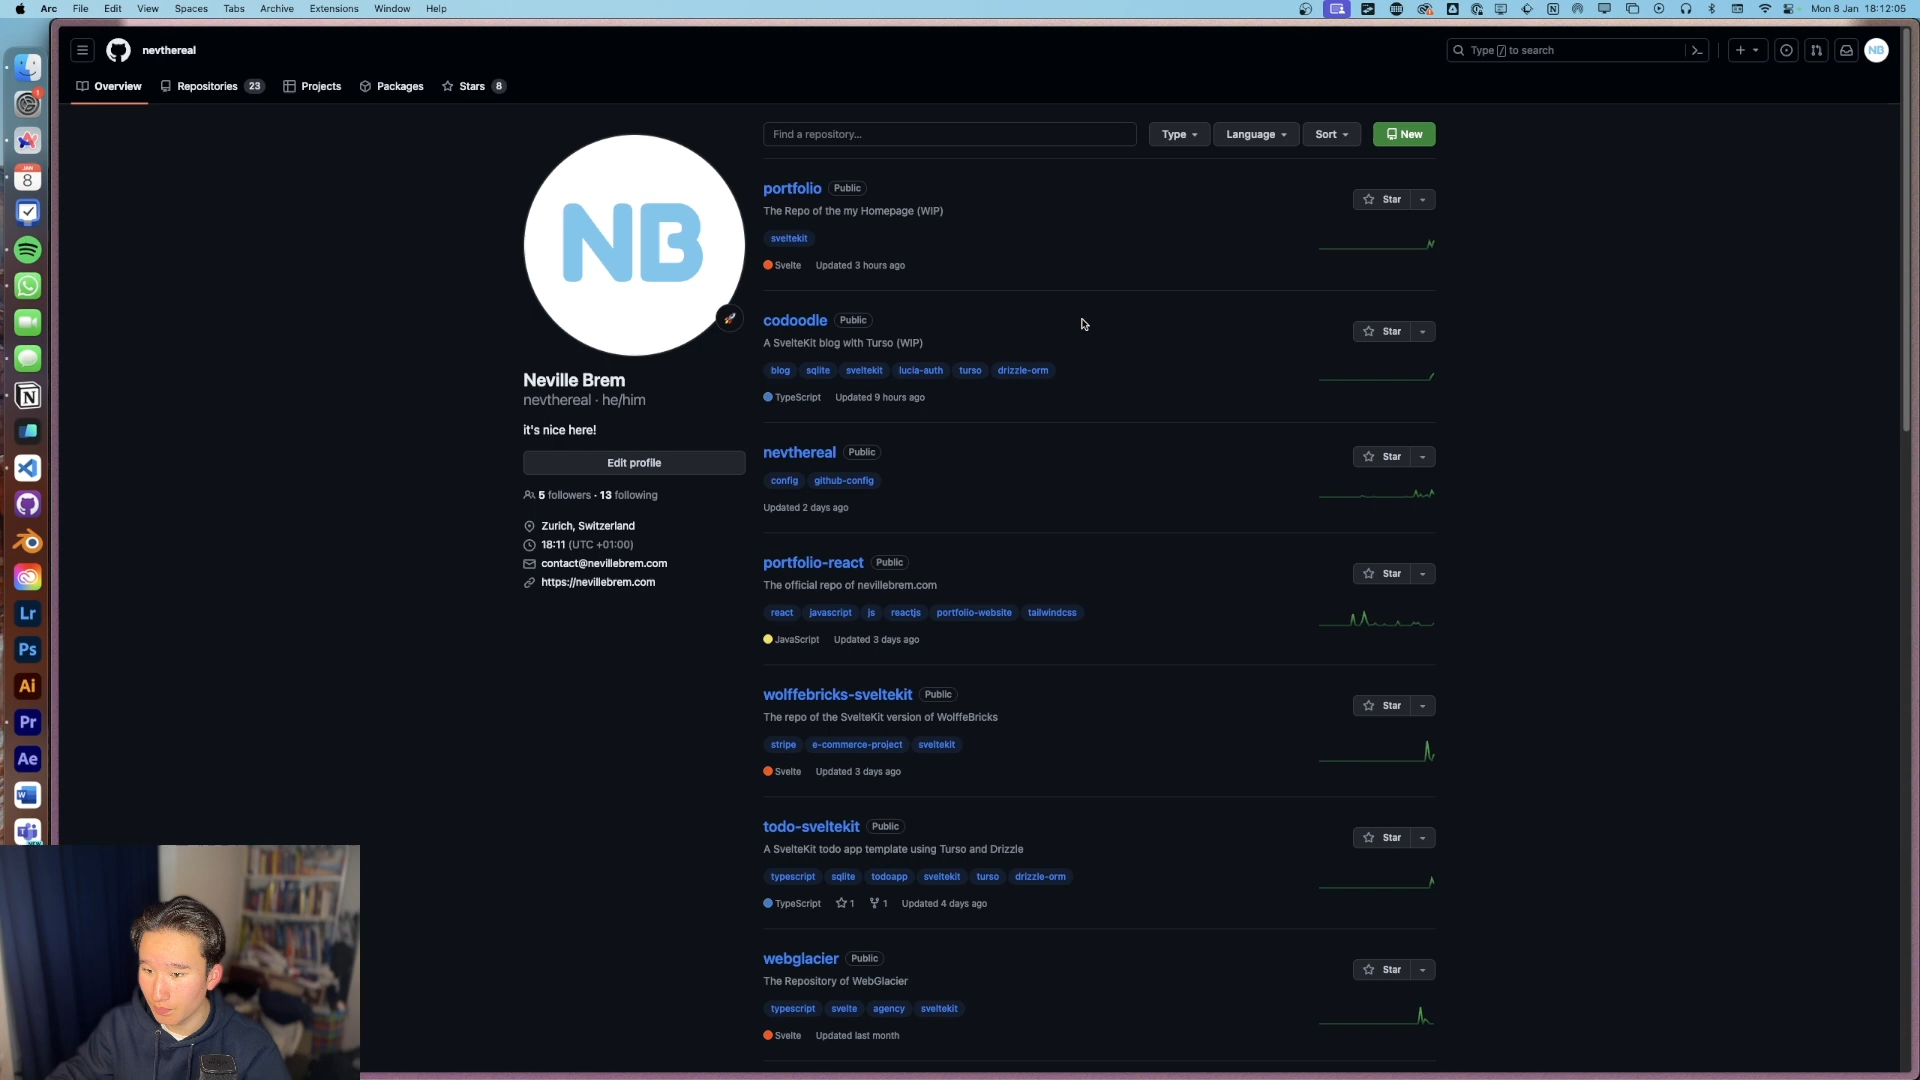 Arc File Edit View Spaces Tabs Archive Extensions Window Help
Mon 8 Jan 18:12:05
nevthereal
Type / to search
NB
Overview Repositories 23 Projects Packages Stars 8
Find a repository...
Type Language Sort New
NB
Neville Brem
nevthereal · he/him
it's nice here!
Edit profile
5 followers · 13 following
Zurich, Switzerland
18:11 (UTC +01:00)
contact@nevillebrem.com
https://nevillebrem.com
portfolio Public
Star
The Repo of the my Homepage (WIP)
sveltekit
Svelte Updated 3 hours ago
codoodle Public
Star
A SvelteKit blog with Turso (WIP)
blog sqlite sveltekit lucia-auth turso drizzle-orm
TypeScript Updated 9 hours ago
nevthereal Public
Star
config github-config
Updated 2 days ago
portfolio-react Public
Star
The official repo of nevillebrem.com
react javascript js reactjs portfolio-website tailwindcss
JavaScript Updated 3 days ago
wolffebricks-sveltekit Public
Star
The repo of the SvelteKit version of WolffeBricks
stripe e-commerce-project sveltekit
Svelte Updated 3 days ago
todo-sveltekit Public
Star
A SvelteKit todo app template using Turso and Drizzle
typescript sqlite todoapp sveltekit turso drizzle-orm
TypeScript 1 1 Updated 4 days ago
webglacier Public
Star
The Repository of WebGlacier
typescript svelte agency sveltekit
Svelte Updated last month
1
JAN
8
N
Lr
Ps
Ai
Pr
Ae
W
T
NEW